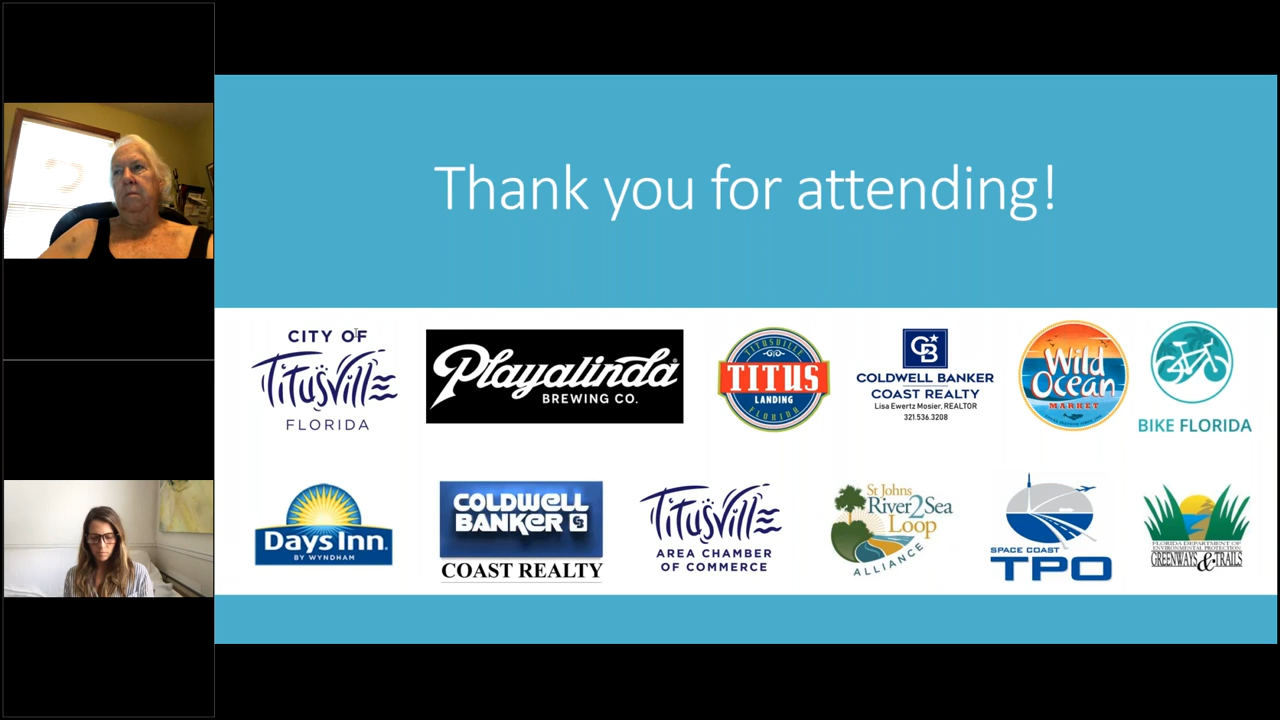 Thank you for attending!
CITY OF
Titusville
FLORIDA
Playalinda
BREWING CO.
TITUSVILLE
TITUS
LANDING
FLORIDA
CB
COLDWELL BANKER
COAST REALTY
Lisa Ewertz Mosier, REALTOR
321.536.3208
Wild
Ocean
MARKET
BIKE FLORIDA
Days Inn
BY WYNDHAM
COLDWELL
BANKER CB
COAST REALTY
Titusville
AREA CHAMBER
OF COMMERCE
St Johns
River2Sea
Loop
ALLIANCE
SPACE COAST
TPO
FLORIDA DEPARTMENT OF
ENVIRONMENTAL PROTECTION
GREENWAYS & TRAILS